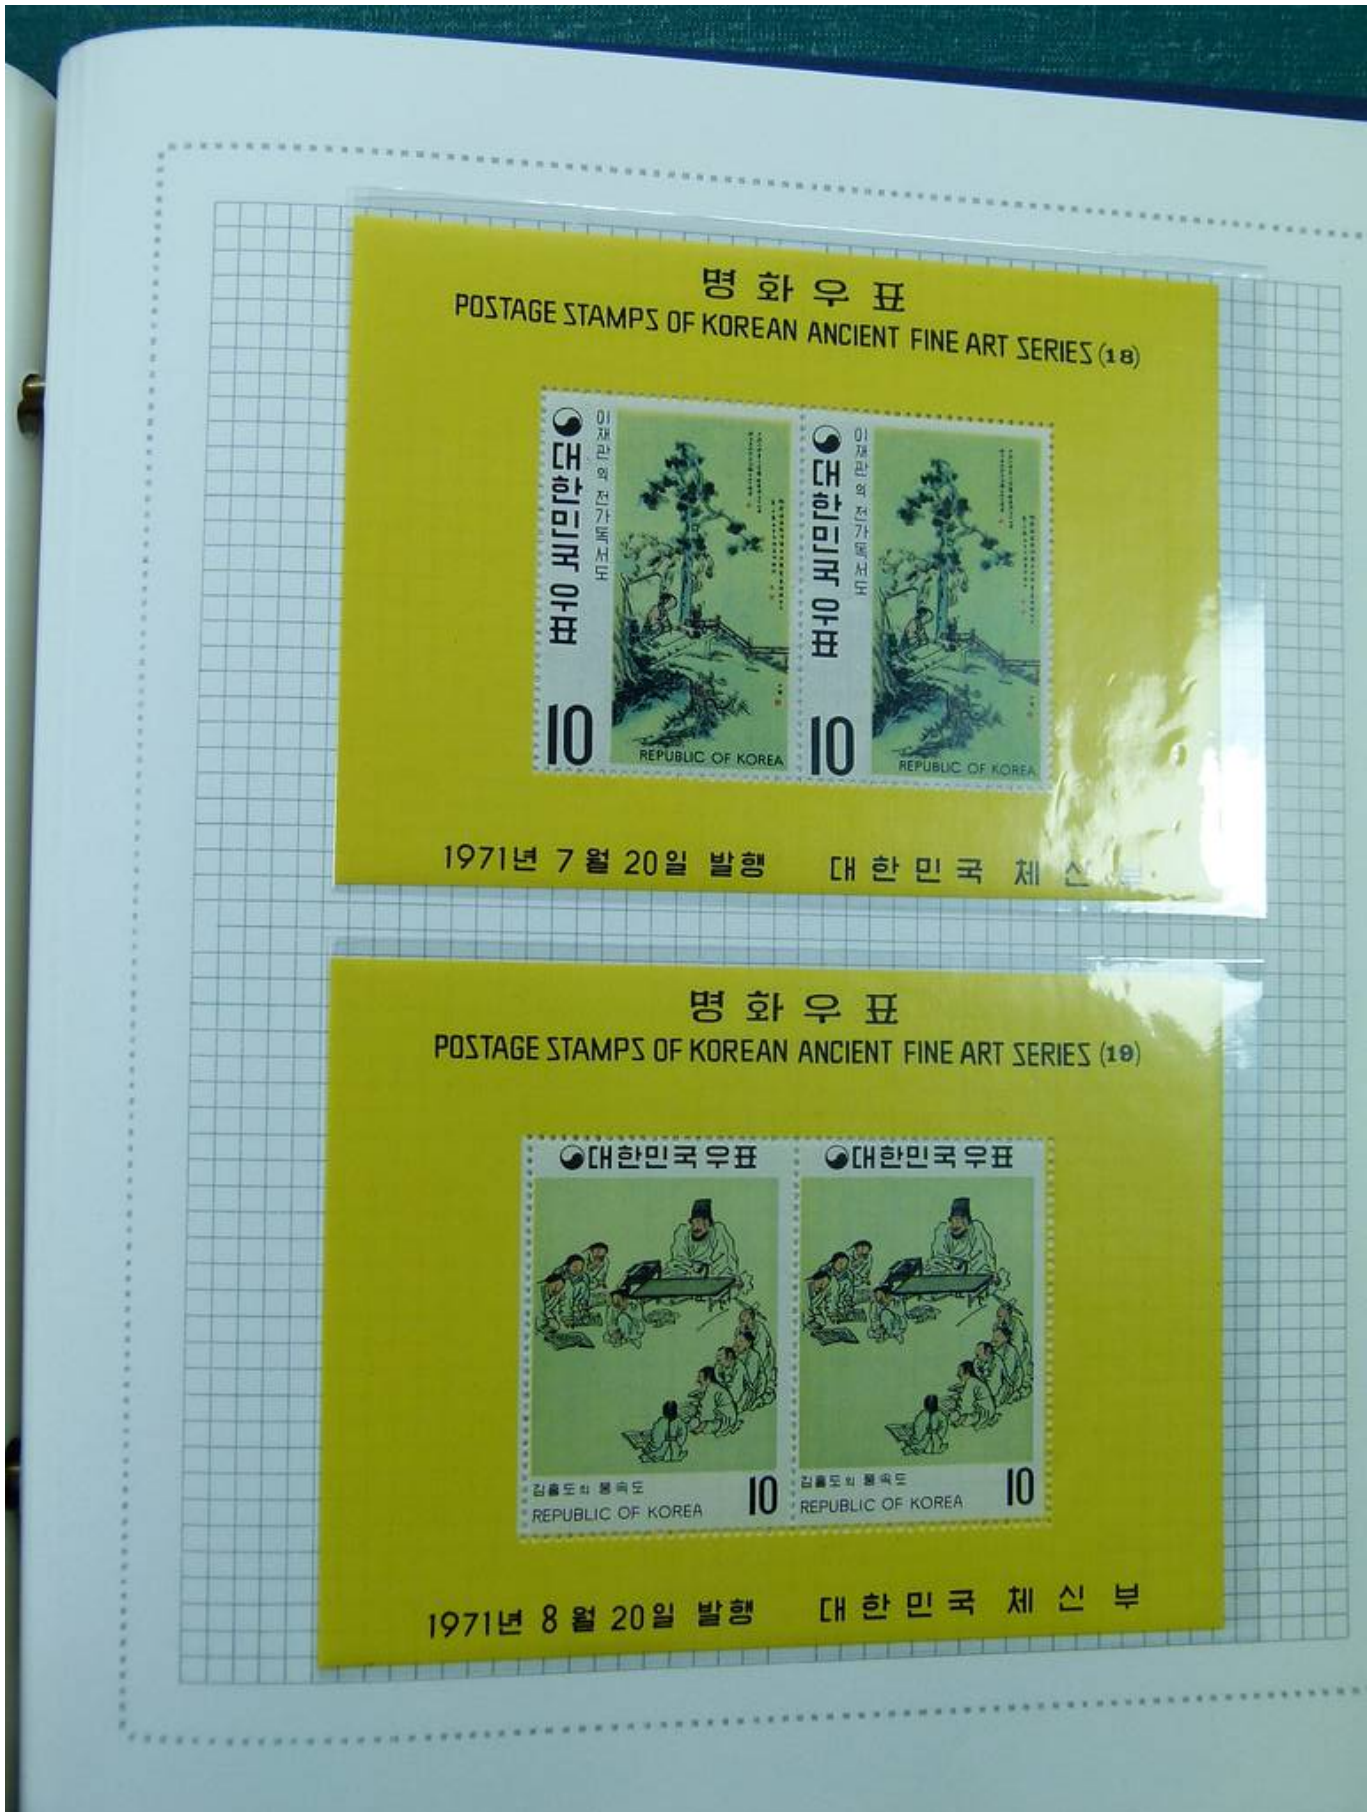 명화우표
POSTAGE STAMPS OF KOREAN ANCIENT FINE ART SERIES (18)
대한민국 우표
이재관의 전가독서도
10
REPUBLIC OF KOREA
대한민국 우표
이재관의 전가독서도
10
REPUBLIC OF KOREA
1971년 7월 20일 발행 대한민국 체신부
명화우표
POSTAGE STAMPS OF KOREAN ANCIENT FINE ART SERIES (19)
대한민국우표
대한민국우표
김홀도의 풍속도
10
REPUBLIC OF KOREA
김홀도의 풍속도
10
REPUBLIC OF KOREA
1971년 8월 20일 발행 대한민국 체신부